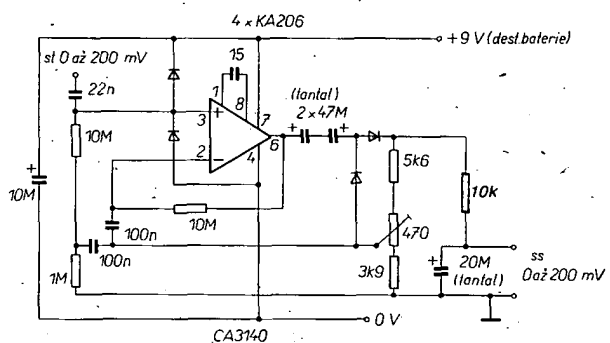 4 x KA206
+9 V (dest.baterie)
st 0 až 200 mV
15
22n
1
8
(tantal)
2 x 47M
3
+
7
10M
6
2
−
4
5k6
10k
10M
10M
100n
470
100n
1M
3k9
20M
(tantal)
ss
0 až 200 mV
0 V
CA3140